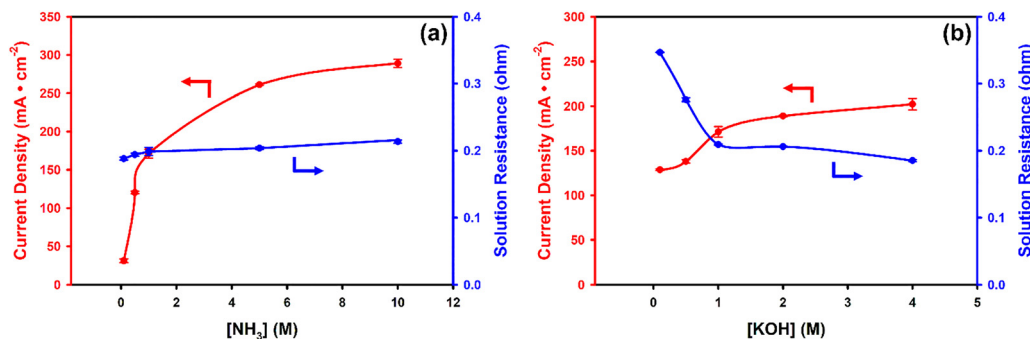 (a)
Current Density (mA • cm-2)
350
300
250
200
150
100
50
0
0 2 4 6 8 10 12
[NH3] (M)
0.4
0.3
0.2
0.1
0.0
Solution Resistance (ohm)
(b)
Current Density (mA • cm-2)
300
250
200
150
100
50
0
0 1 2 3 4 5
[KOH] (M)
0.4
0.3
0.2
0.1
0.0
Solution Resistance (ohm)